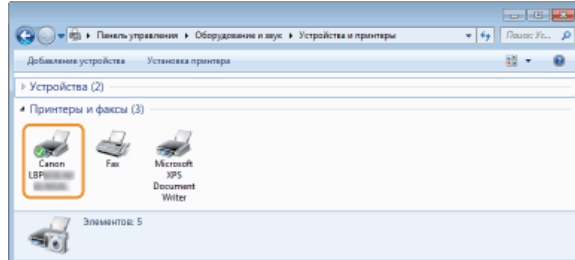 Панель управления ▸ Оборудование и звук ▸ Устройства и принтеры
Поиск: Ус...
Добавление устройства Установка принтера
Устройства (2)
Принтеры и факсы (3)
Canon
LBP
Fax
Microsoft
XPS
Document
Writer
Элементов: 5